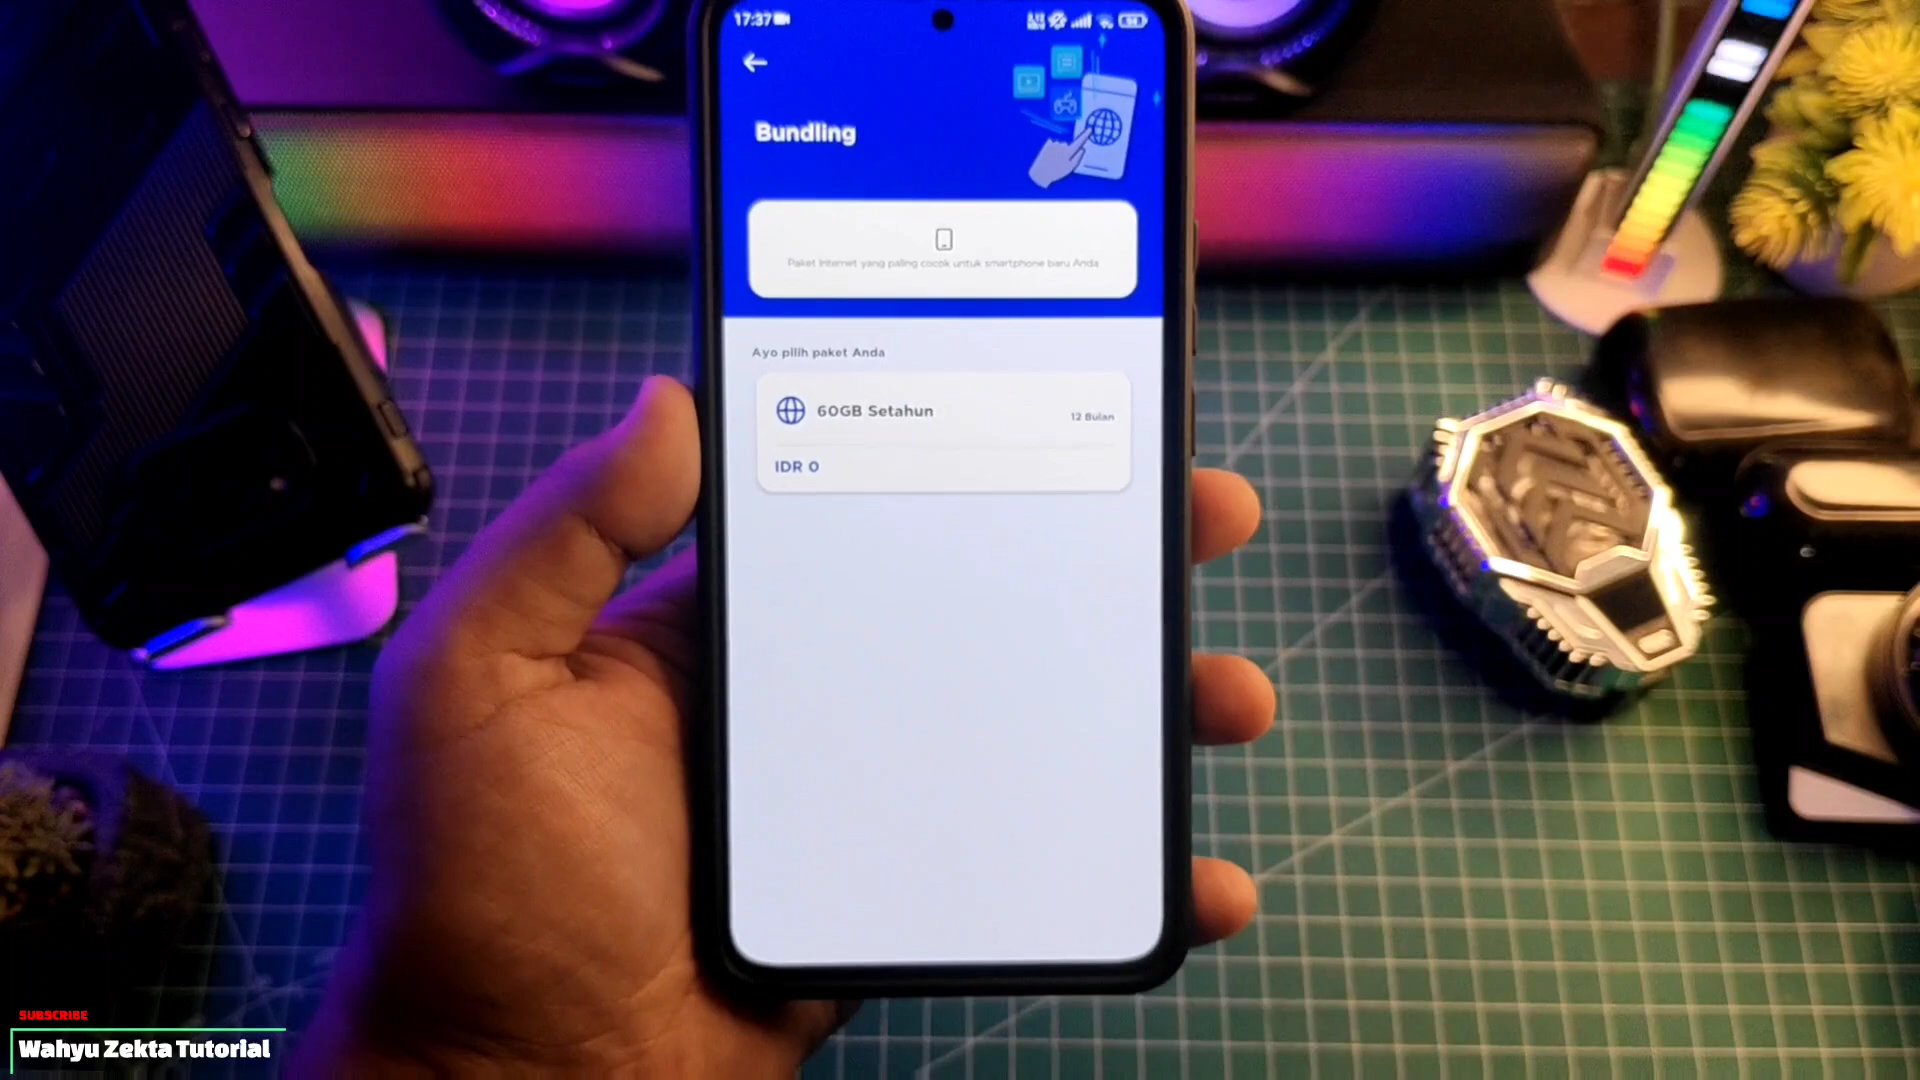 17:37
Bundling
Paket Internet yang paling cocok untuk smartphone baru Anda
Ayo pilih paket Anda
60GB Setahun
12 Bulan
IDR 0
SUBSCRIBE
Wahyu Zekta Tutorial